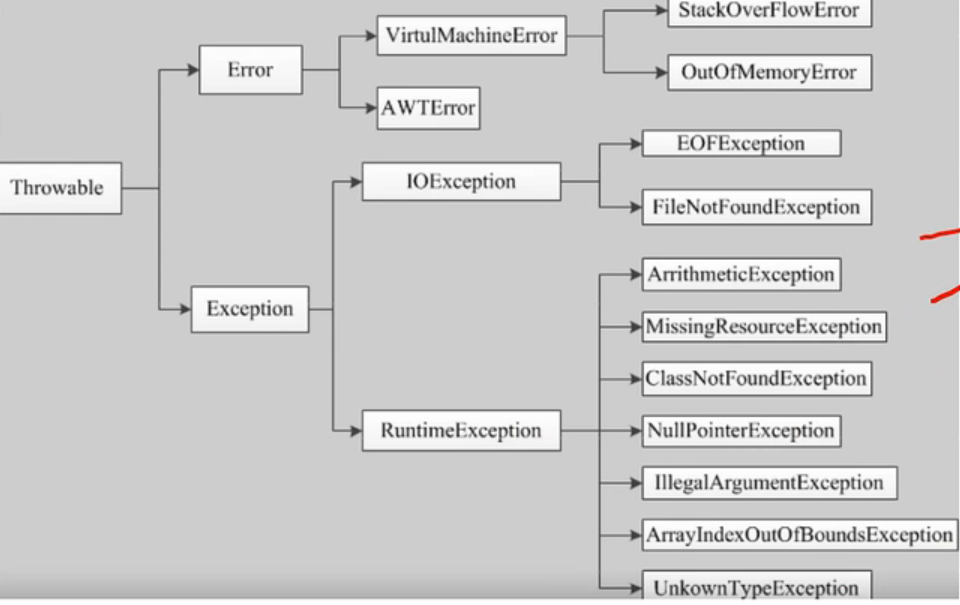 StackOverFlowError
VirtulMachineError
Error
OutOfMemoryError
AWTError
EOFException
IOException
Throwable
FileNotFoundException
ArrithmeticException
Exception
MissingResourceException
ClassNotFoundException
RuntimeException
NullPointerException
IllegalArgumentException
ArrayIndexOutOfBoundsException
UnkownTypeException